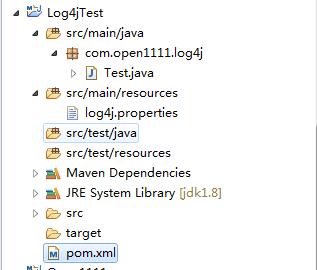 Log4jTest
src/main/java
com.open1111.log4j
Test.java
src/main/resources
log4j.properties
src/test/java
src/test/resources
Maven Dependencies
JRE System Library [jdk1.8]
src
target
pom.xml